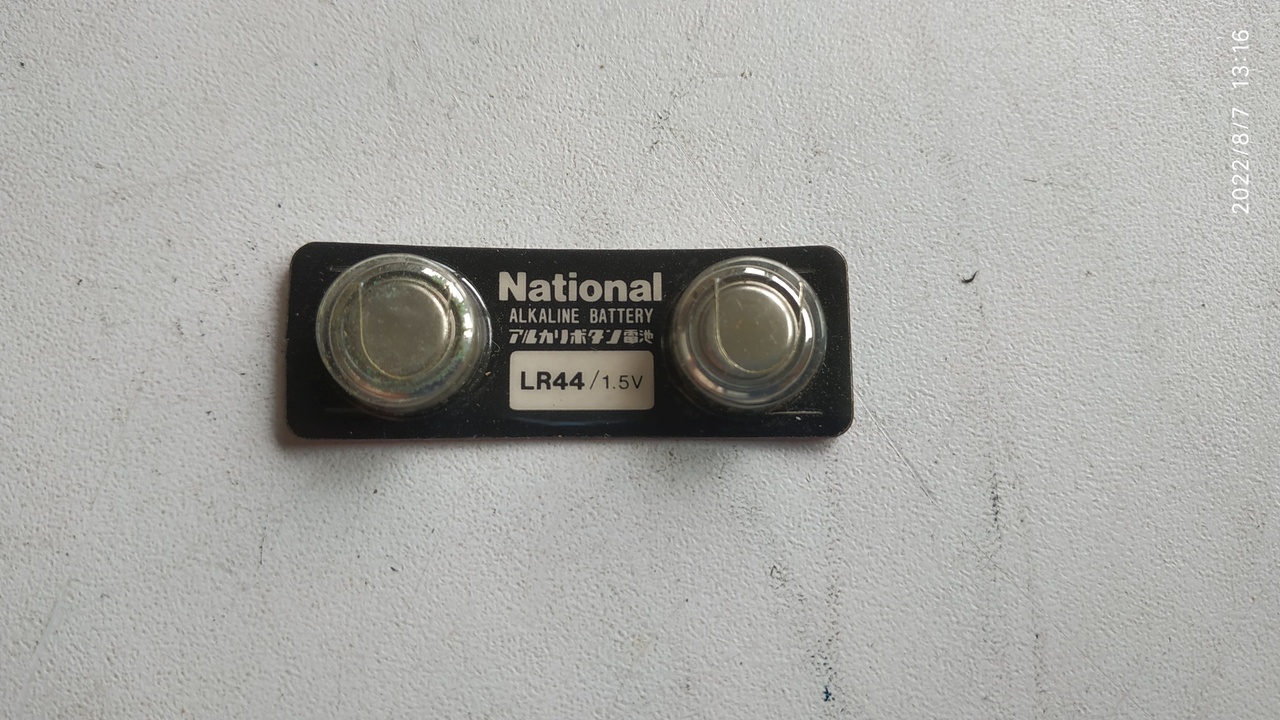 National
ALKALINE BATTERY
アルカリボタン電池
LR44/1.5V
2022/8/7 13:16